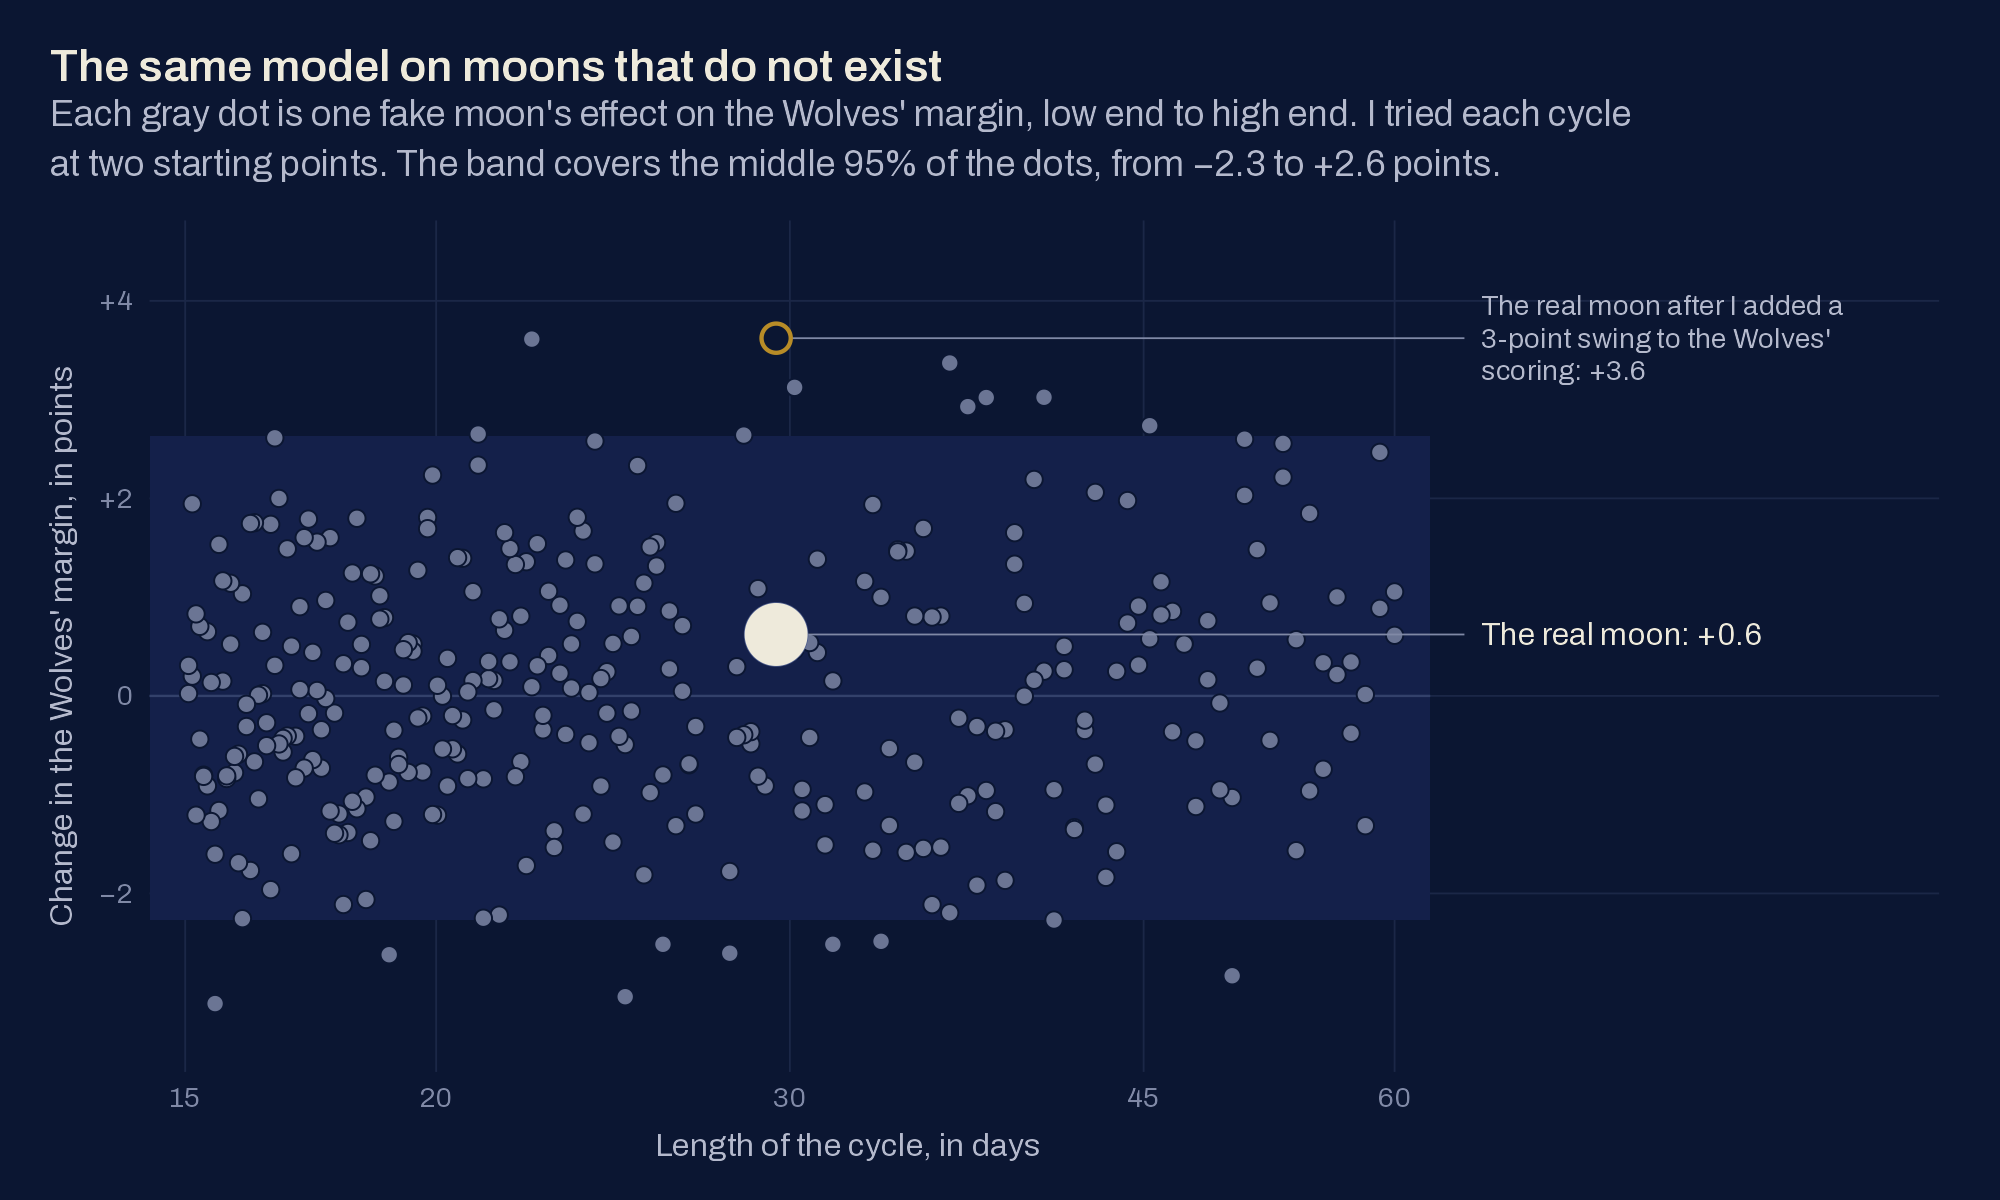 The same model on moons that do not exist
Each gray dot is one fake moon's effect on the Wolves' margin, low end to high end. I tried each cycle
at two starting points. The band covers the middle 95% of the dots, from −2.3 to +2.6 points.
Change in the Wolves' margin, in points
+4
+2
0
−2
The real moon after I added a
3-point swing to the Wolves'
scoring: +3.6
The real moon: +0.6
15
20
30
45
60
Length of the cycle, in days